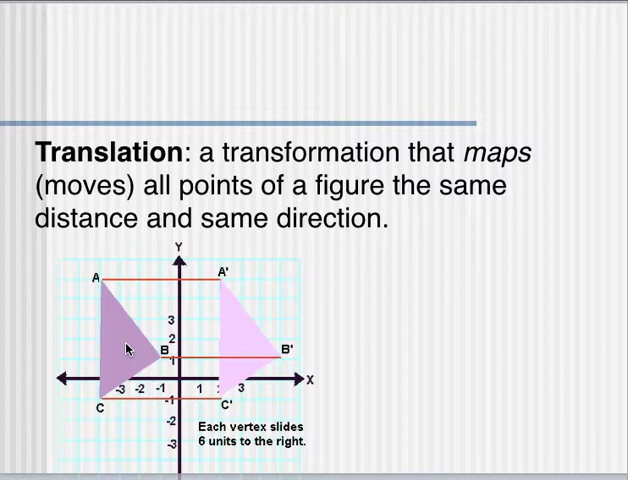 Translation: a transformation that maps
(moves) all points of a figure the same
distance and same direction.
Y
A A'
3
2
B B'
1
X
-3 -2 -1 1 3
-1
C C'
-2
Each vertex slides
-3 6 units to the right.